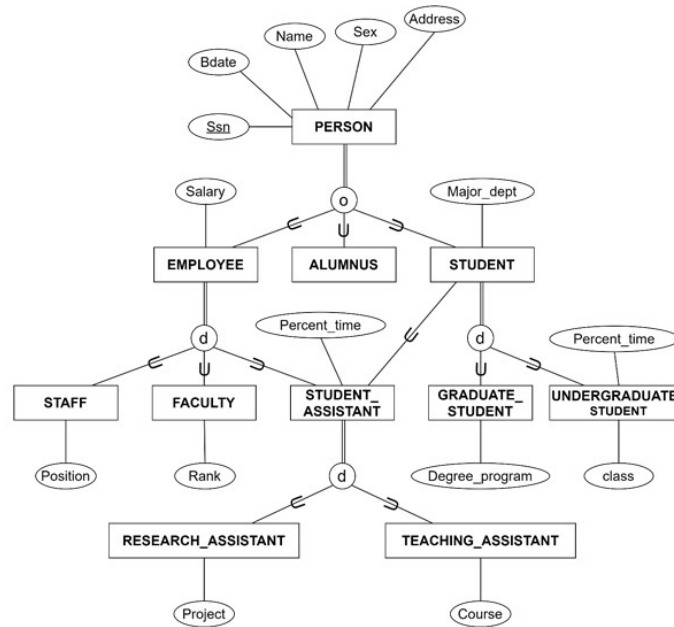 Address
Sex
Name
Bdate
Ssn
PERSON
o
Salary
Major_dept
EMPLOYEE
ALUMNUS
STUDENT
d
d
Percent_time
Percent_time
STAFF
FACULTY
STUDENT_
ASSISTANT
GRADUATE_
STUDENT
UNDERGRADUATE
STUDENT
Position
Rank
d
Degree_program
class
RESEARCH_ASSISTANT
TEACHING_ASSISTANT
Project
Course